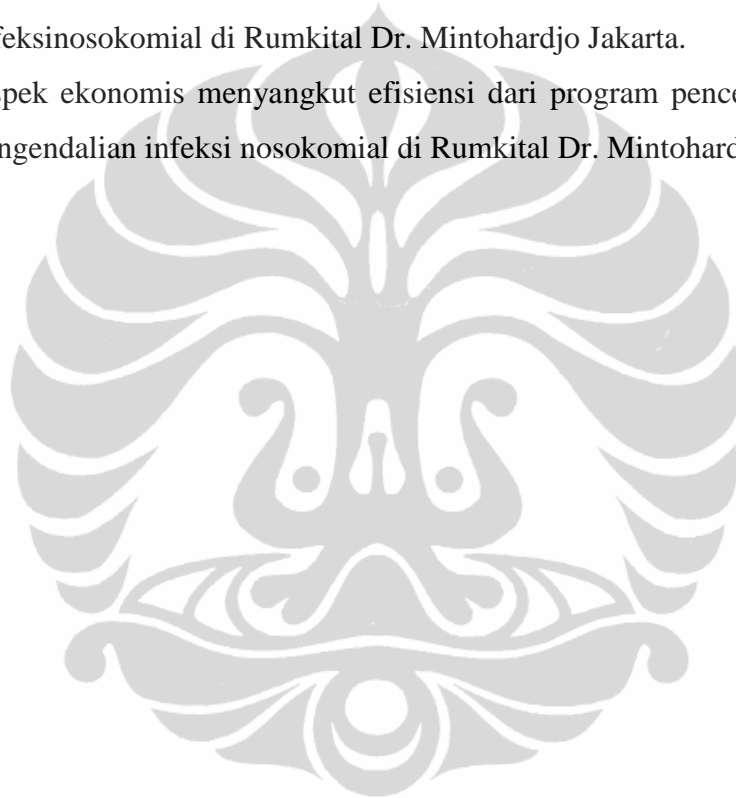 feksinosokomial di Rumkital Dr. Mintohardjo Jakarta.
spek ekonomis menyangkut efisiensi dari program pence
ngendalian infeksi nosokomial di Rumkital Dr. Mintohard